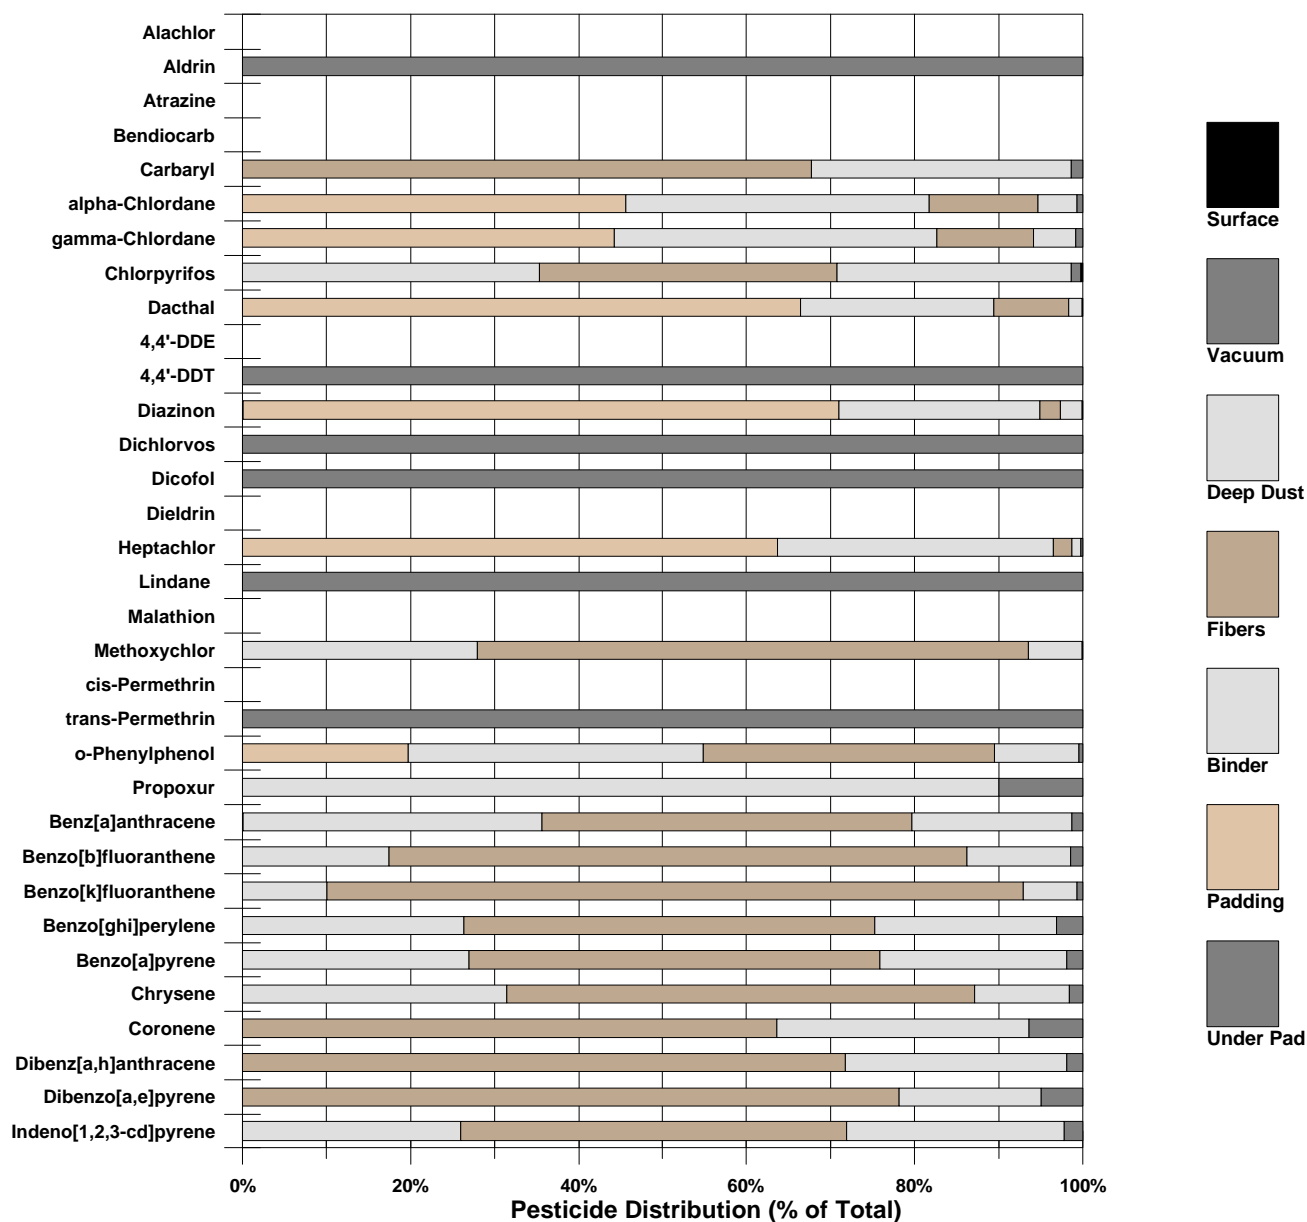 Alachlor
Aldrin
Atrazine
Bendiocarb
Carbaryl
alpha-Chlordane
gamma-Chlordane
Chlorpyrifos
Dacthal
4,4'-DDE
4,4'-DDT
Diazinon
Dichlorvos
Dicofol
Dieldrin
Heptachlor
Lindane
Malathion
Methoxychlor
cis-Permethrin
trans-Permethrin
o-Phenylphenol
Propoxur
Benz[a]anthracene
Benzo[b]fluoranthene
Benzo[k]fluoranthene
Benzo[ghi]perylene
Benzo[a]pyrene
Chrysene
Coronene
Dibenz[a,h]anthracene
Dibenzo[a,e]pyrene
Indeno[1,2,3-cd]pyrene
0% 20% 40% 60% 80% 100%
Pesticide Distribution (% of Total)
Surface
Vacuum
Deep Dust
Fibers
Binder
Padding
Under Pad